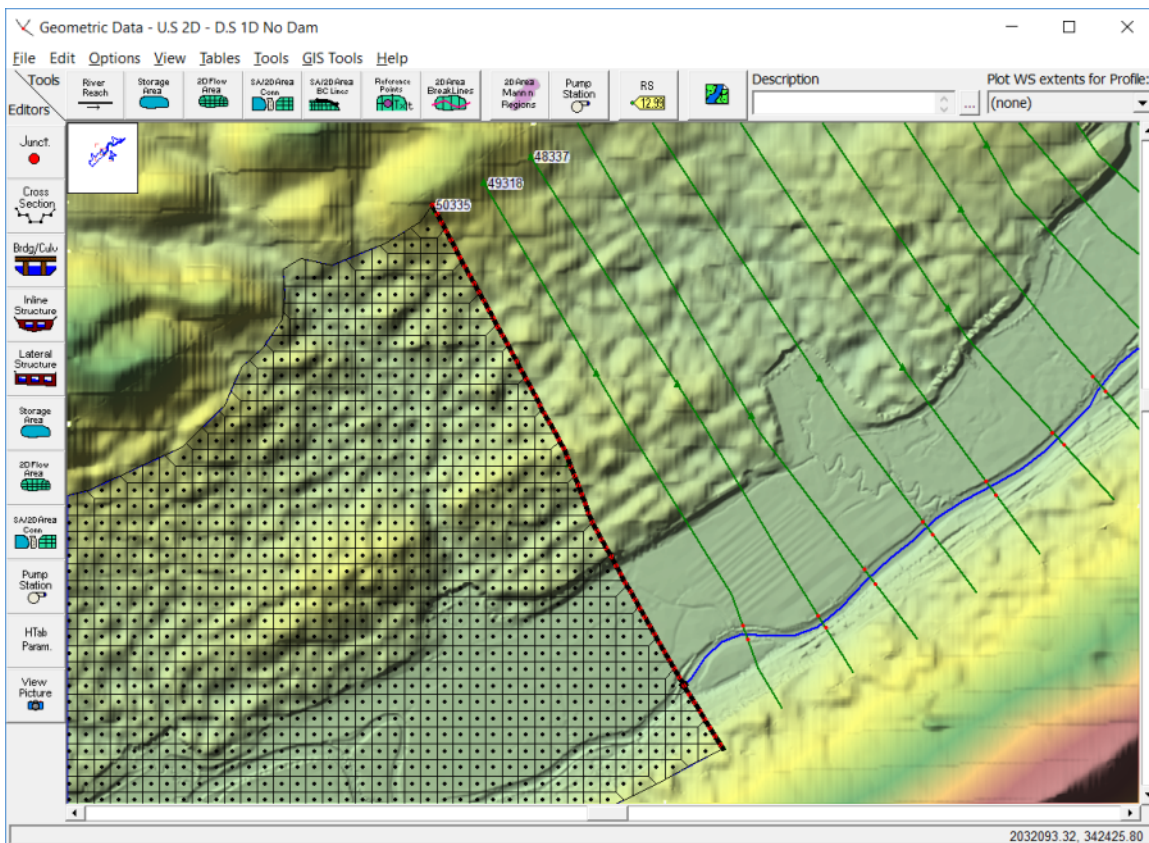 Geometric Data - U.S 2D - D.S 1D No Dam
File Edit Options View Tables Tools GIS Tools Help
Tools
Editors
River
Reach
Storage
Area
2D Flow
Area
SA/2D Area
Conn
SA/2D Area
BC Lines
Reference
Points
2D Area
BreakLines
2D Area
Mann n
Regions
Pump
Station
RS
Description
...
Plot WS extents for Profile:
(none)
Junct.
Cross
Section
Brdg/Culv
Inline
Structure
Lateral
Structure
Storage
Area
2D Flow
Area
SA/2D Area
Conn
Pump
Station
HTab
Param.
View
Picture
48337
49318
50335
2032093.32, 342425.80